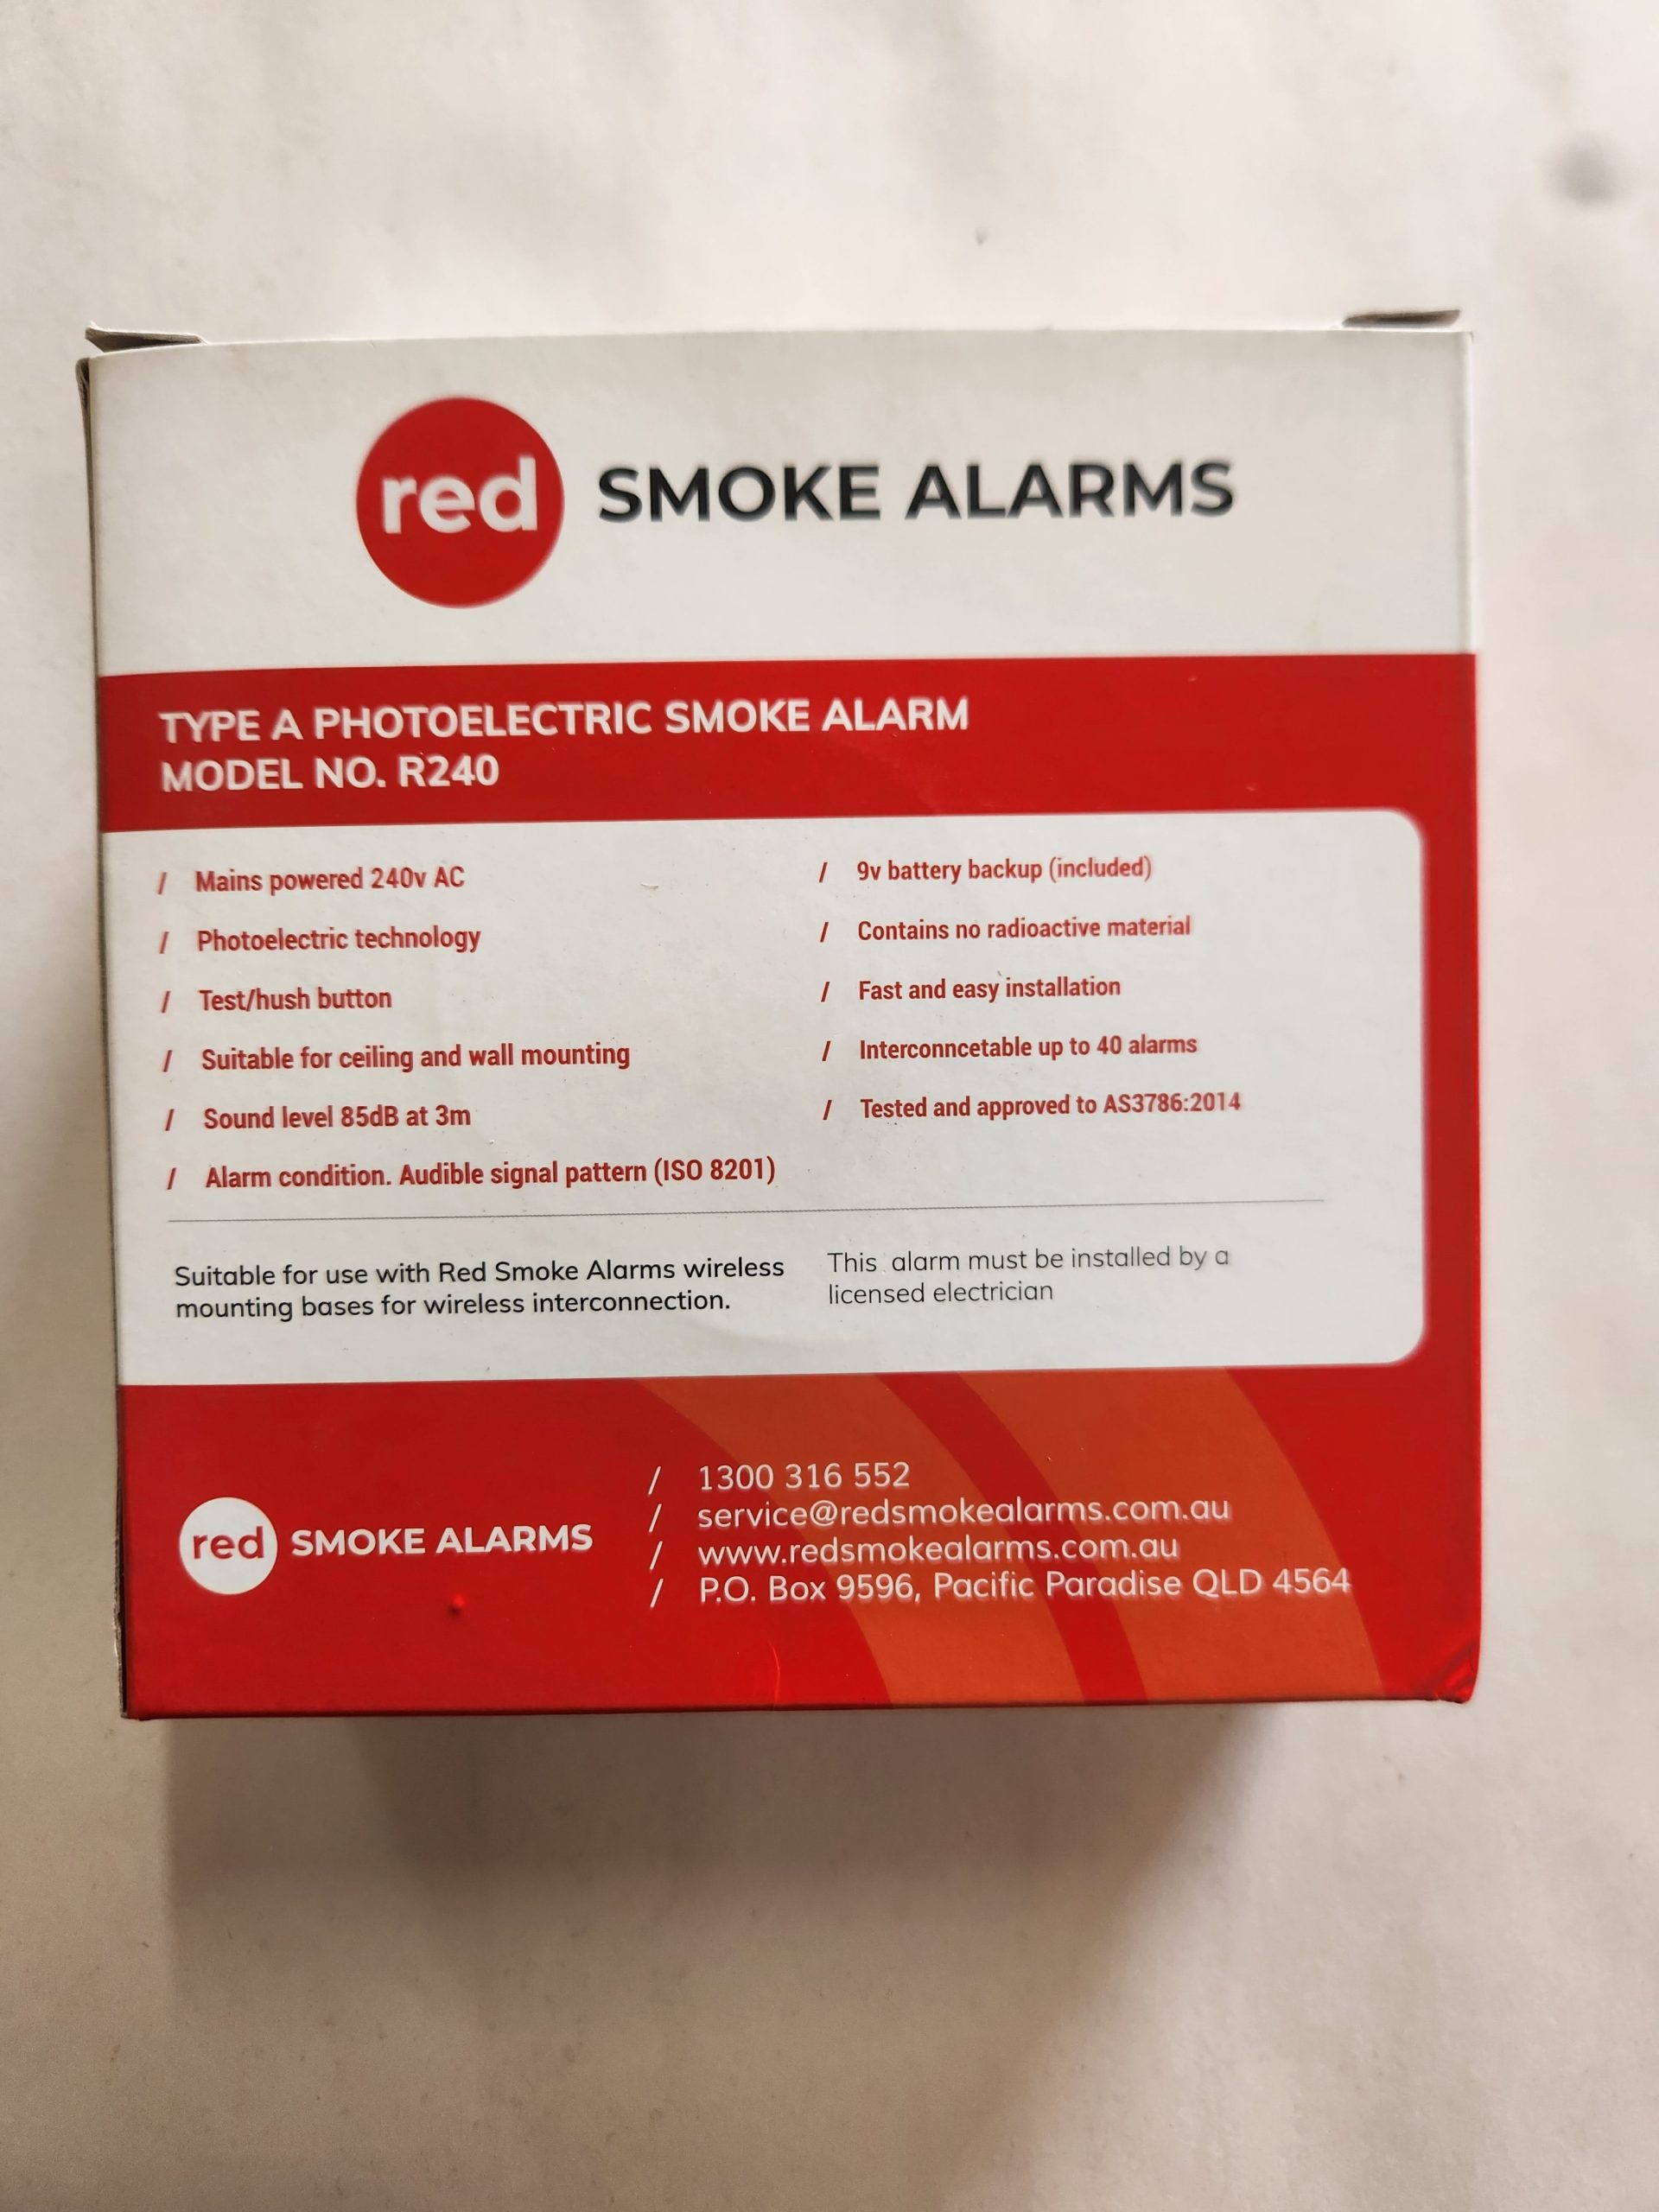 red SMOKE ALARMS
TYPE A PHOTOELECTRIC SMOKE ALARM
MODEL NO. R240
/ Mains powered 240v AC
/ Photoelectric technology
/ Test/hush button
/ Suitable for ceiling and wall mounting
/ Sound level 85dB at 3m
/ Alarm condition. Audible signal pattern (ISO 8201)
/ 9v battery backup (included)
/ Contains no radioactive material
/ Fast and easy installation
/ Interconncetable up to 40 alarms
/ Tested and approved to AS3786:2014
Suitable for use with Red Smoke Alarms wireless
mounting bases for wireless interconnection.
This alarm must be installed by a
licensed electrician
red SMOKE ALARMS
/ 1300 316 552
/ service@redsmokealarms.com.au
/ www.redsmokealarms.com.au
/ P.O. Box 9596, Pacific Paradise QLD 4564